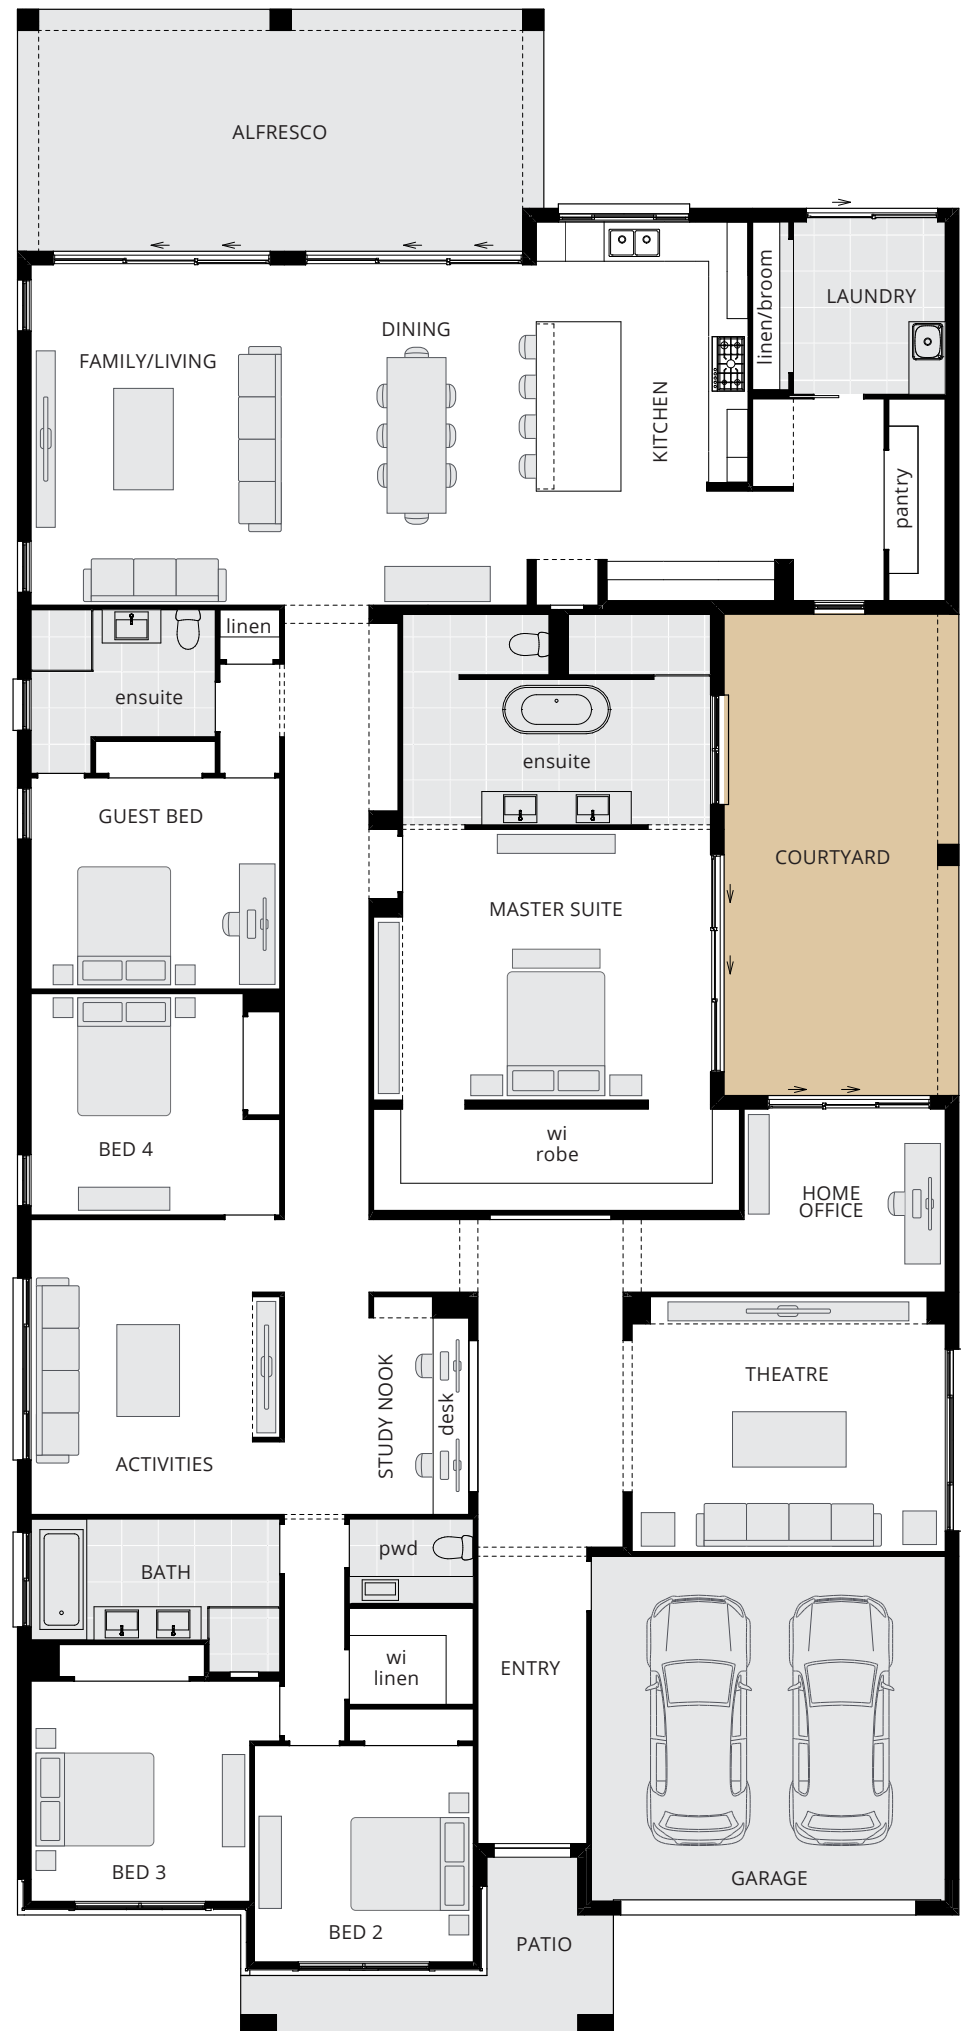 ALFRESCO
DINING
FAMILY/LIVING
KITCHEN
linen/broom
LAUNDRY
pantry
linen
ensuite
ensuite
GUEST BED
COURTYARD
MASTER SUITE
BED 4
wi
robe
HOME
OFFICE
THEATRE
STUDY NOOK
desk
ACTIVITIES
pwd
BATH
wi
linen
ENTRY
BED 3
GARAGE
BED 2
PATIO